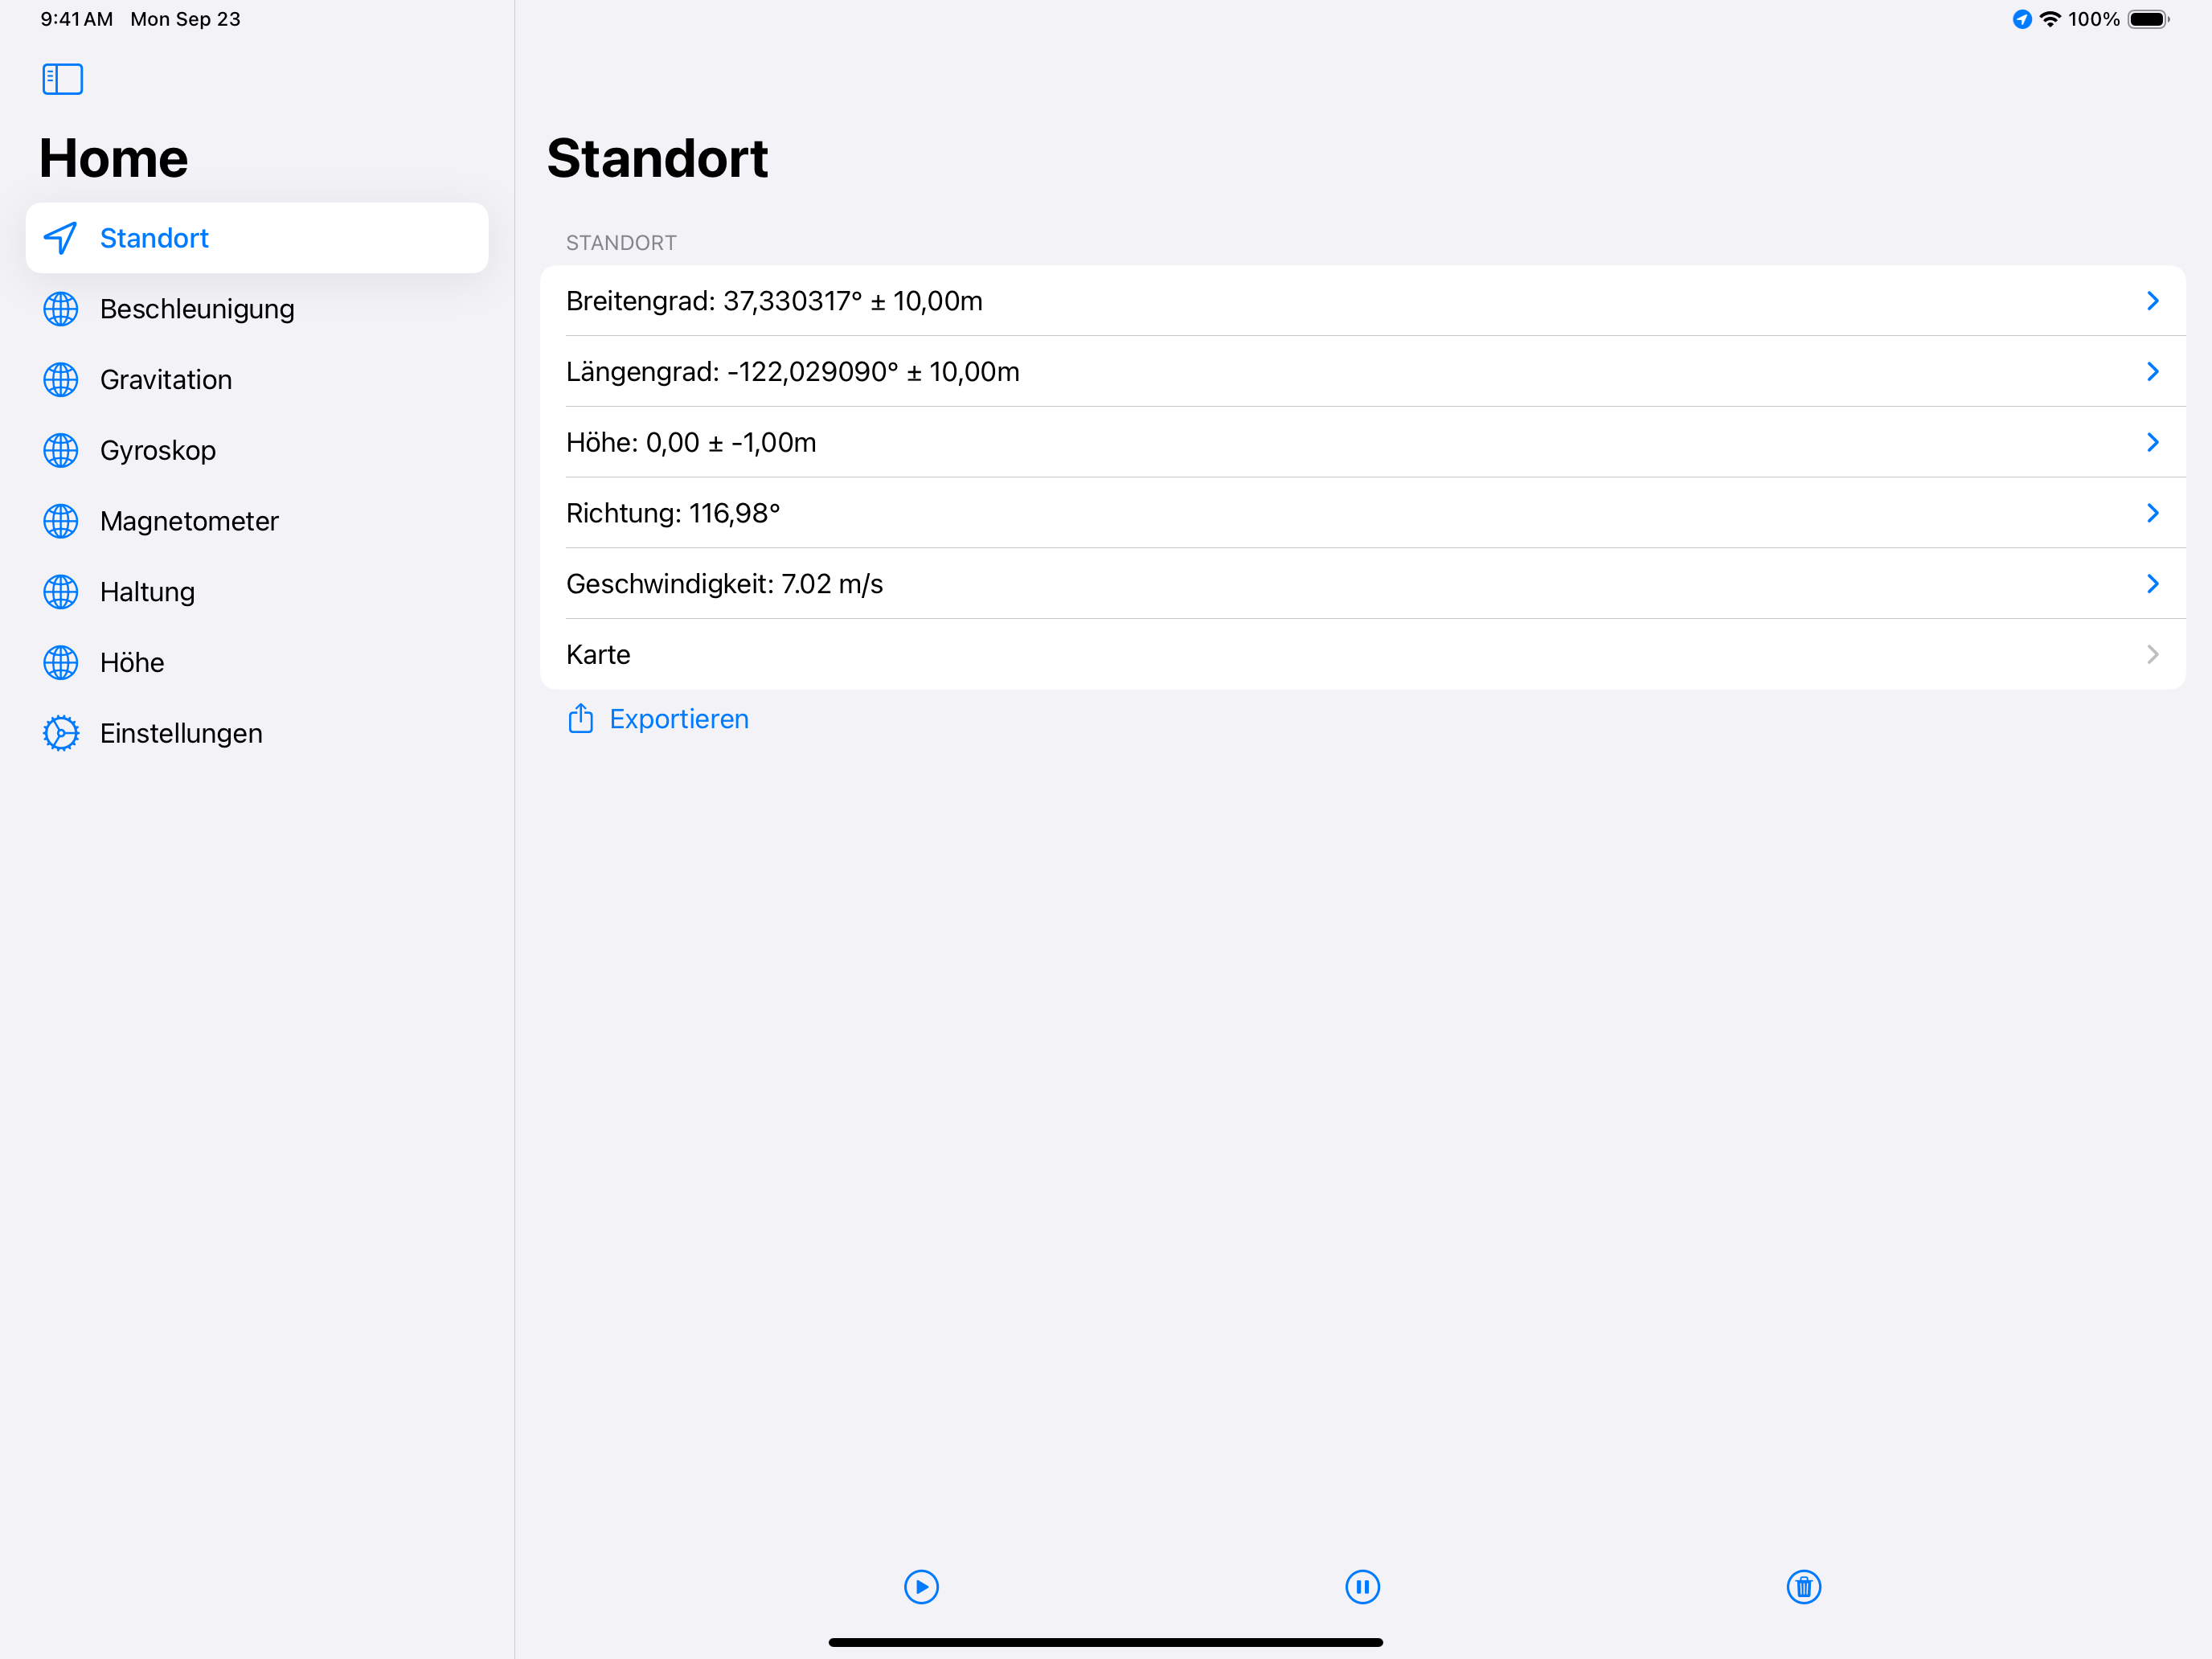 9:41 AM Mon Sep 23
100%
Home
Standort
Beschleunigung
Gravitation
Gyroskop
Magnetometer
Haltung
Höhe
Einstellungen
Standort
STANDORT
Breitengrad: 37,330317° ± 10,00m
Längengrad: -122,029090° ± 10,00m
Höhe: 0,00 ± -1,00m
Richtung: 116,98°
Geschwindigkeit: 7.02 m/s
Karte
Exportieren